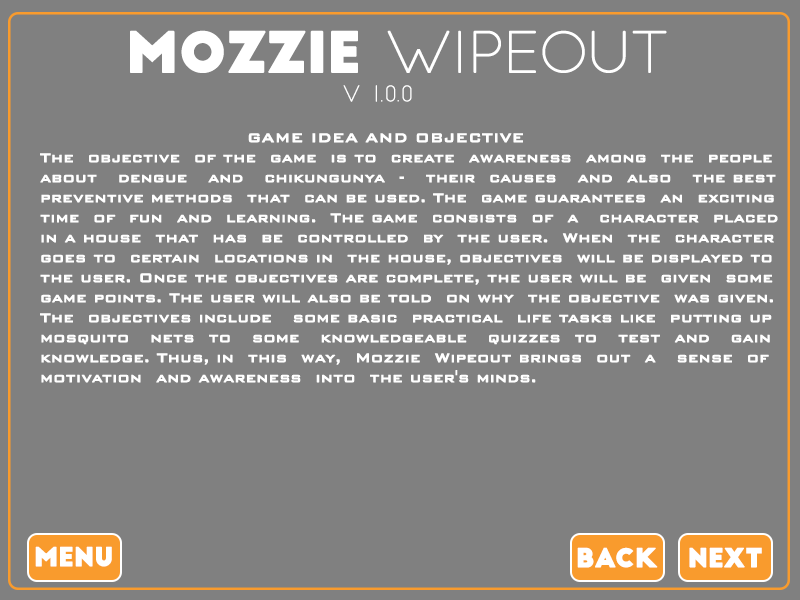 MOZZIE WIPEOUT
V 1.0.0
GAME IDEA AND OBJECTIVE
THE OBJECTIVE OF THE GAME IS TO CREATE AWARENESS AMONG THE PEOPLE
ABOUT DENGUE AND CHIKUNGUNYA - THEIR CAUSES AND ALSO THE BEST
PREVENTIVE METHODS THAT CAN BE USED. THE GAME GUARANTEES AN EXCITING
TIME OF FUN AND LEARNING. THE GAME CONSISTS OF A CHARACTER PLACED
IN A HOUSE THAT HAS BE CONTROLLED BY THE USER. WHEN THE CHARACTER
GOES TO CERTAIN LOCATIONS IN THE HOUSE, OBJECTIVES WILL BE DISPLAYED TO
THE USER. ONCE THE OBJECTIVES ARE COMPLETE, THE USER WILL BE GIVEN SOME
GAME POINTS. THE USER WILL ALSO BE TOLD ON WHY THE OBJECTIVE WAS GIVEN.
THE OBJECTIVES INCLUDE SOME BASIC PRACTICAL LIFE TASKS LIKE PUTTING UP
MOSQUITO NETS TO SOME KNOWLEDGEABLE QUIZZES TO TEST AND GAIN
KNOWLEDGE. THUS, IN THIS WAY, MOZZIE WIPEOUT BRINGS OUT A SENSE OF
MOTIVATION AND AWARENESS INTO THE USER'S MINDS.
MENU BACK NEXT